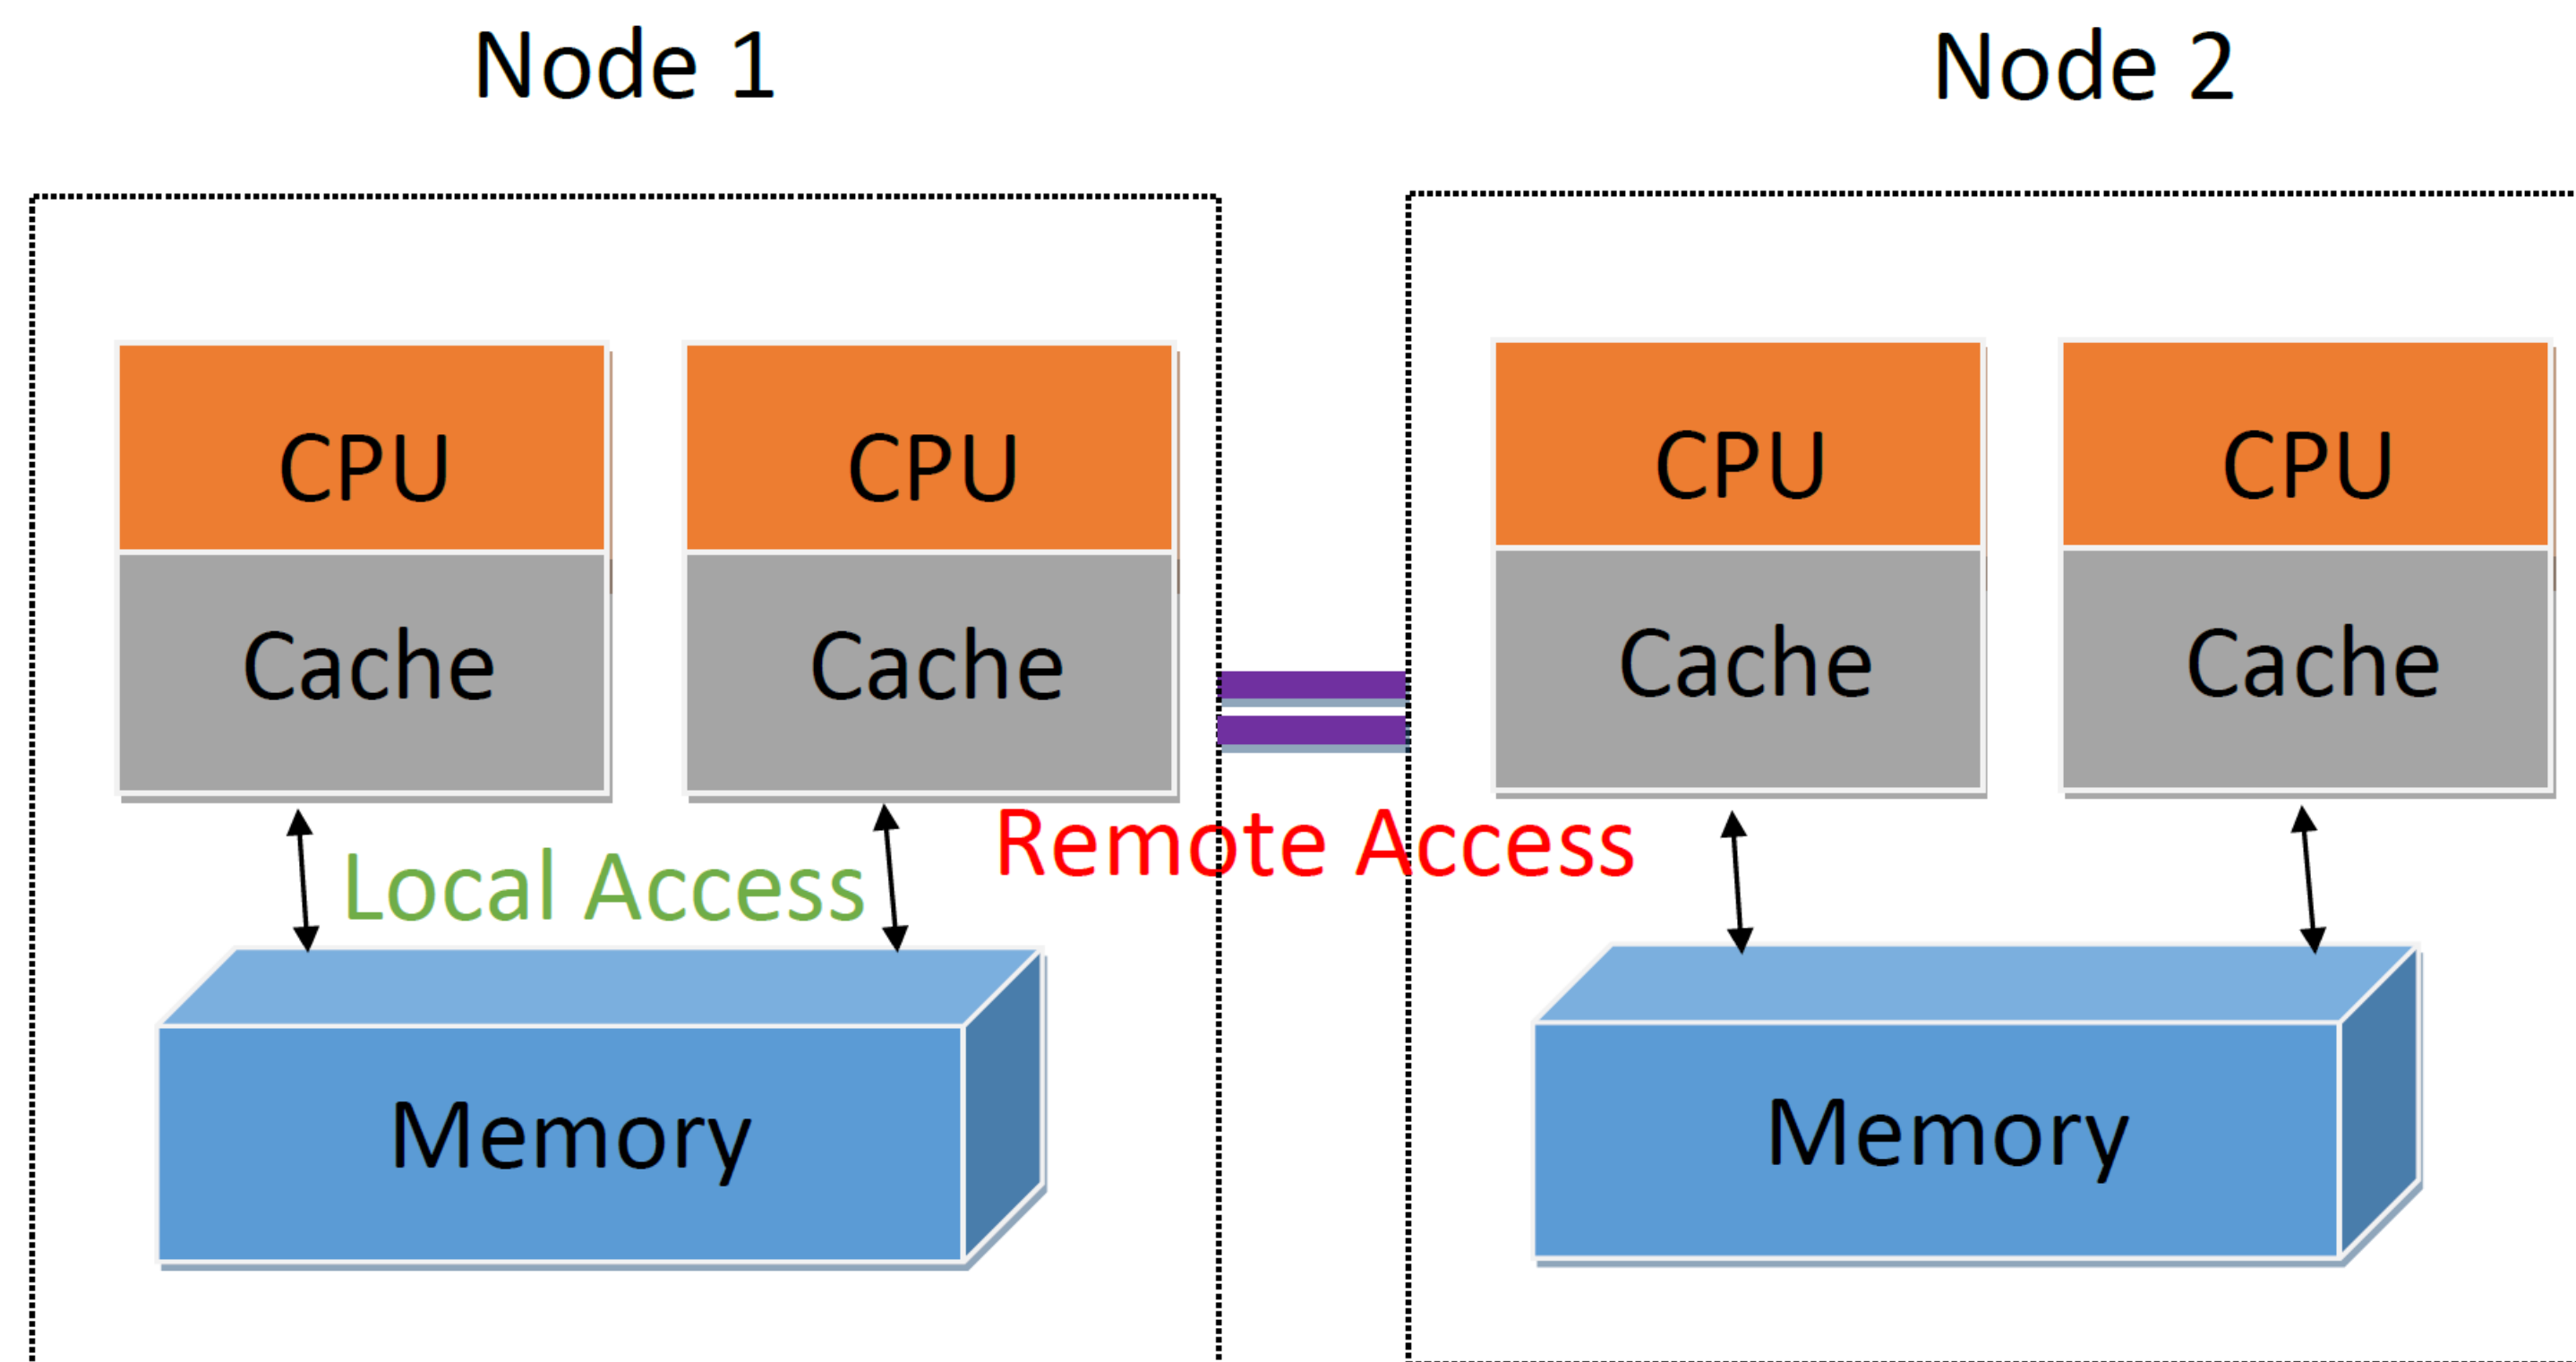 Node 1
Node 2
CPU
CPU
CPU
CPU
Cache
Cache
Cache
Cache
Local Access
Remote Access
Memory
Memory